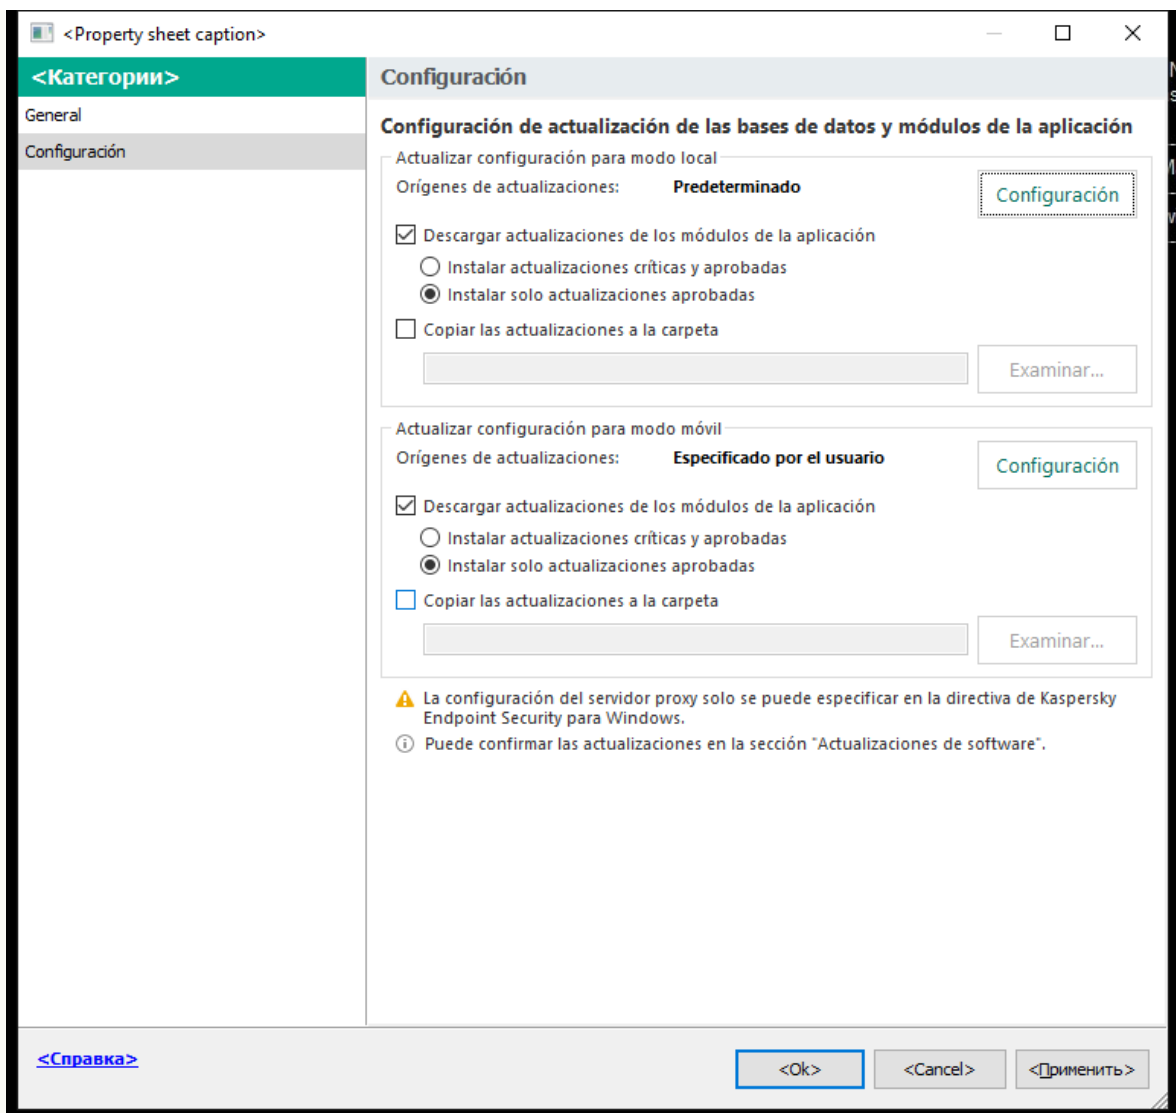 <Property sheet caption>
<Категории>
General
Configuración
Configuración
Configuración de actualización de las bases de datos y módulos de la aplicación
Actualizar configuración para modo local
Orígenes de actualizaciones: Predeterminado
Configuración
Descargar actualizaciones de los módulos de la aplicación
Instalar actualizaciones críticas y aprobadas
Instalar solo actualizaciones aprobadas
Copiar las actualizaciones a la carpeta
Examinar...
Actualizar configuración para modo móvil
Orígenes de actualizaciones: Especificado por el usuario
Configuración
Descargar actualizaciones de los módulos de la aplicación
Instalar actualizaciones críticas y aprobadas
Instalar solo actualizaciones aprobadas
Copiar las actualizaciones a la carpeta
Examinar...
La configuración del servidor proxy solo se puede especificar en la directiva de Kaspersky
Endpoint Security para Windows.
Puede confirmar las actualizaciones en la sección "Actualizaciones de software".
<Справка>
<Ok> <Cancel> <Применить>